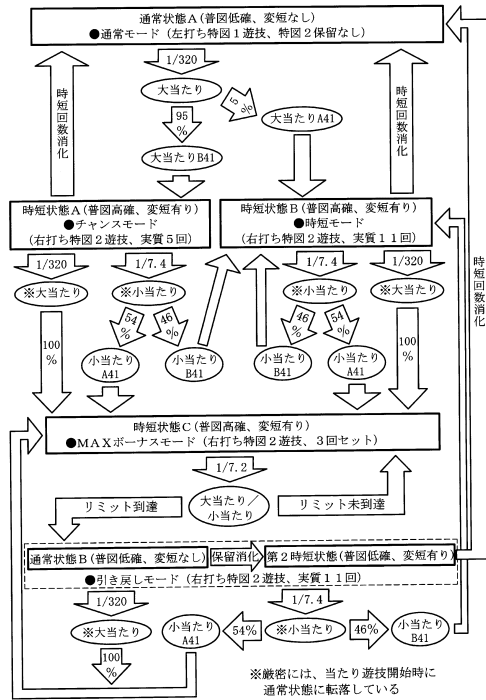 通常状態A(普図低確、変短なし)
●通常モード(左打ち特図1遊技、特図2保留なし)
1/320
大当たり
5%
95%
大当たりA41
大当たりB41
時短回数消化
時短回数消化
時短状態A(普図高確、変短有り)
●チャンスモード
(右打ち特図2遊技、実質5回)
時短状態B(普図高確、変短有り)
●時短モード
(右打ち特図2遊技、実質11回)
1/320
1/7.4
1/7.4
1/320
※大当たり
※小当たり
※小当たり
※大当たり
54%
46%
46%
54%
100%
100%
小当たりA41
小当たりB41
小当たりB41
小当たりA41
時短回数消化
時短状態C(普図高確、変短有り)
●MAXボーナスモード(右打ち特図2遊技、3回セット)
1/7.2
大当たり/
小当たり
リミット到達
リミット未到達
通常状態B(普図低確、変短なし)
保留消化
第2時短状態(普図低確、変短有り)
●引き戻しモード(右打ち特図2遊技、実質11回)
1/320
1/7.4
※大当たり
小当たりA41
54%
※小当たり
46%
小当たりB41
100%
※厳密には、当たり遊技開始時に
通常状態に転落している